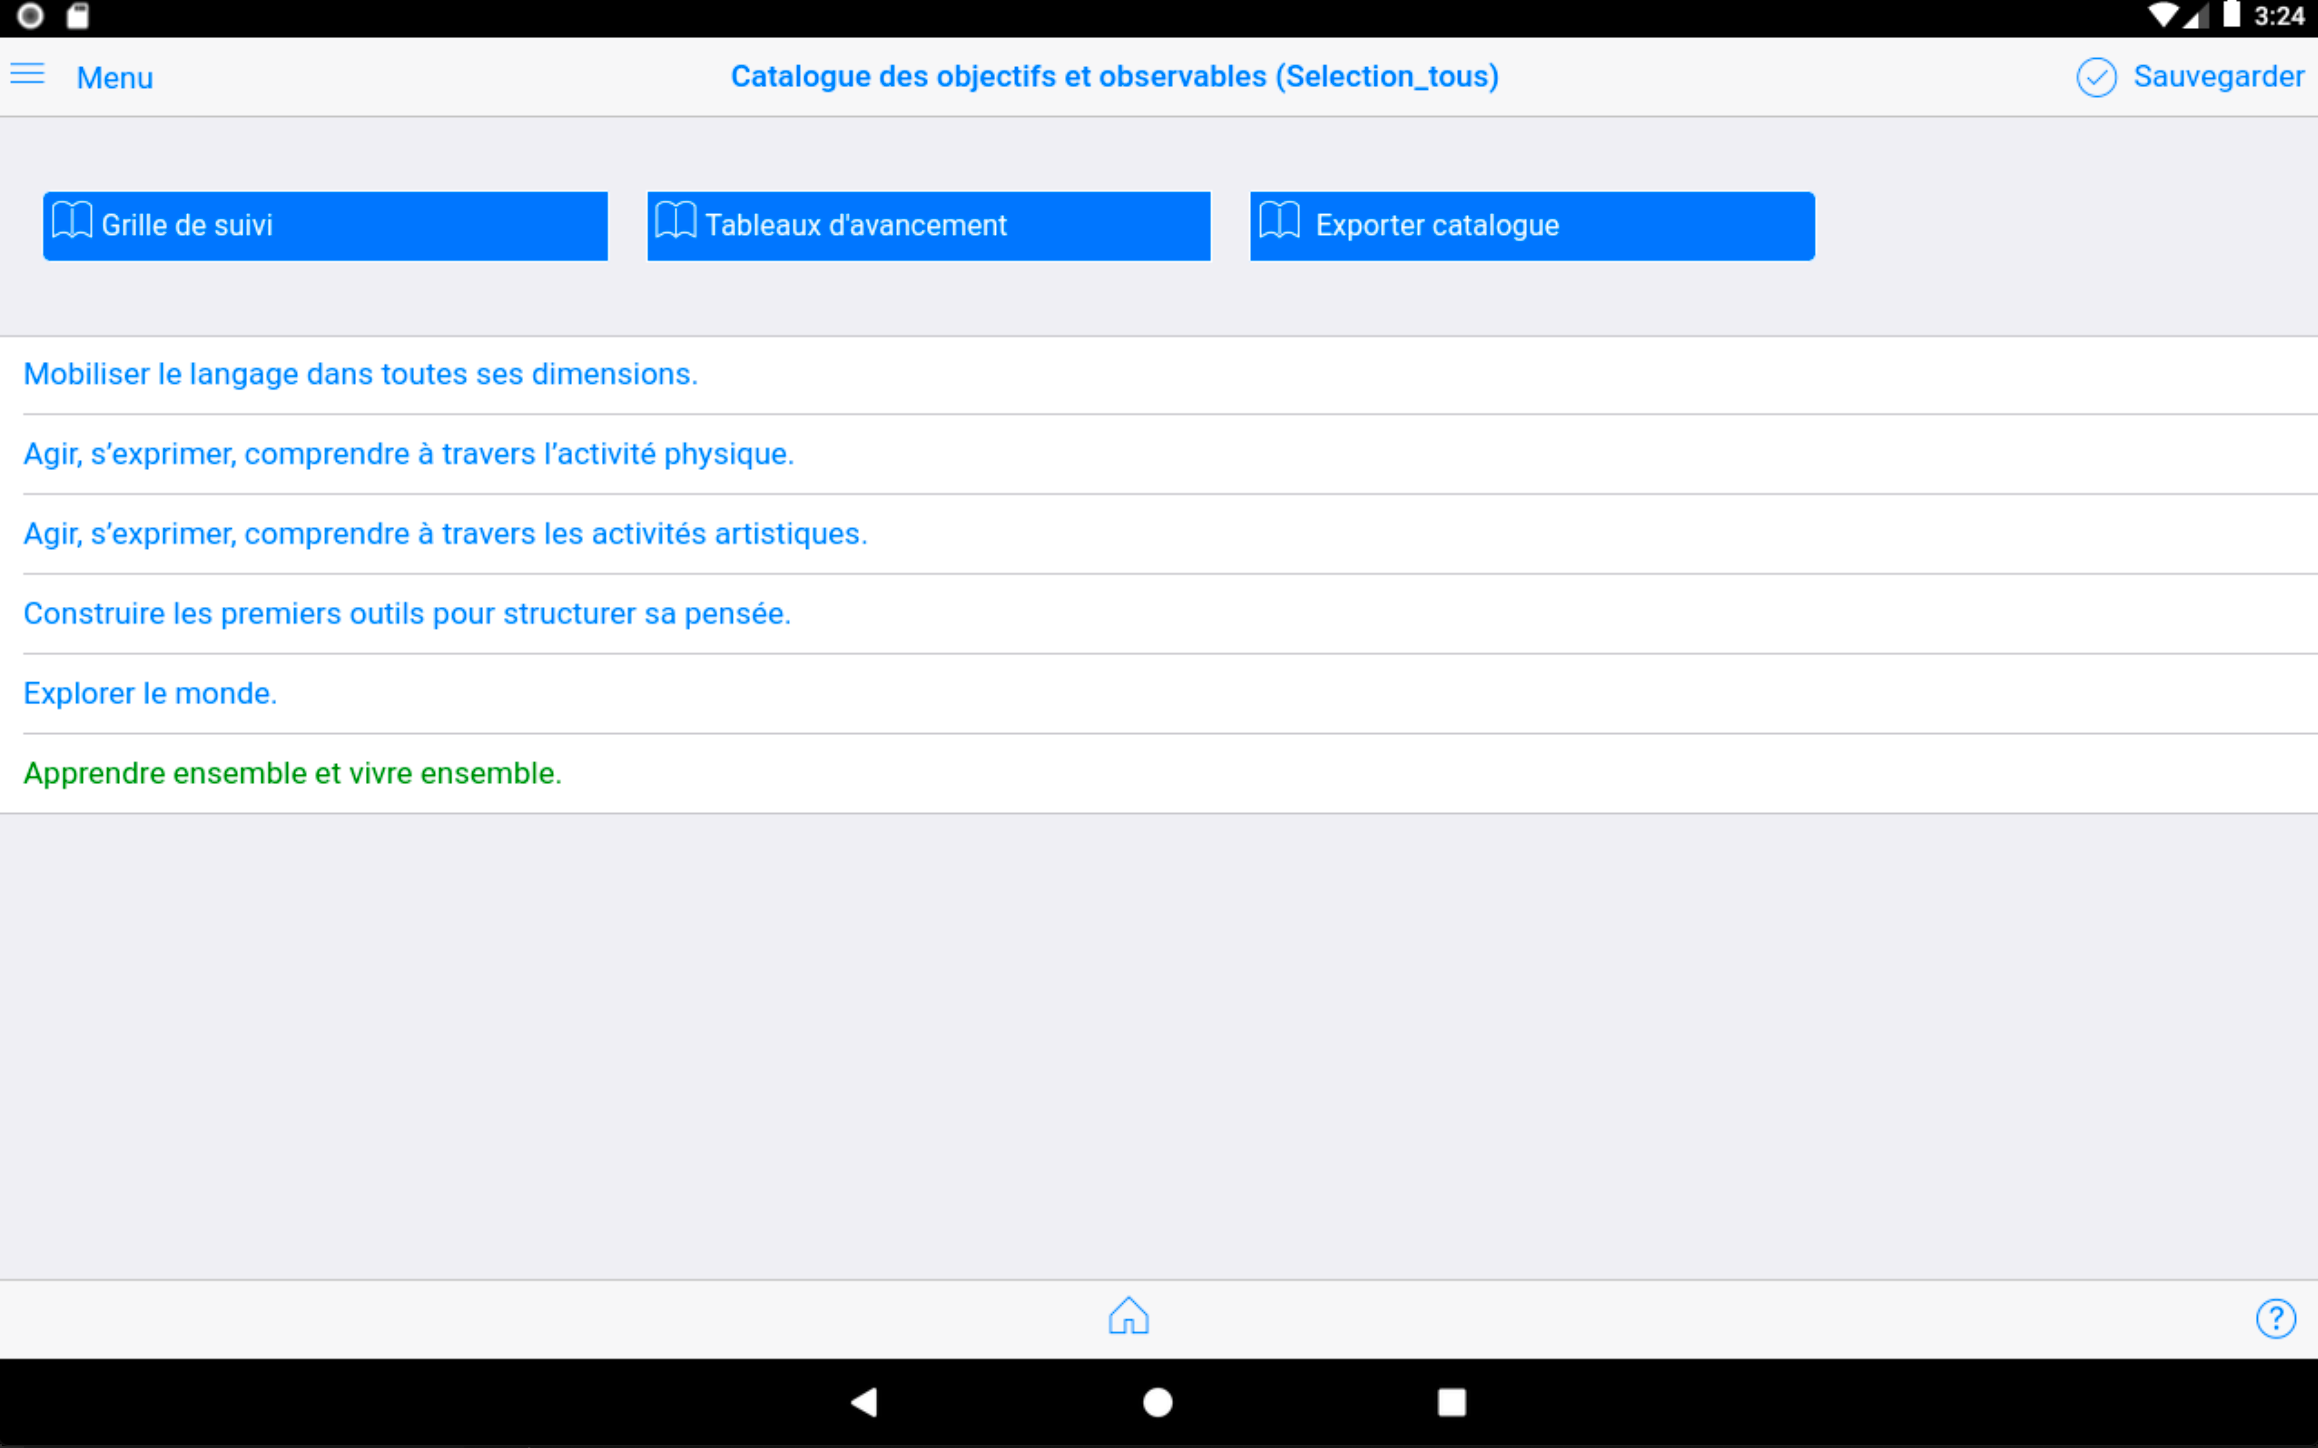 3:24
Menu
Catalogue des objectifs et observables (Selection_tous)
Sauvegarder
Grille de suivi
Tableaux d'avancement
Exporter catalogue
Mobiliser le langage dans toutes ses dimensions.
Agir, s’exprimer, comprendre à travers l’activité physique.
Agir, s’exprimer, comprendre à travers les activités artistiques.
Construire les premiers outils pour structurer sa pensée.
Explorer le monde.
Apprendre ensemble et vivre ensemble.
?